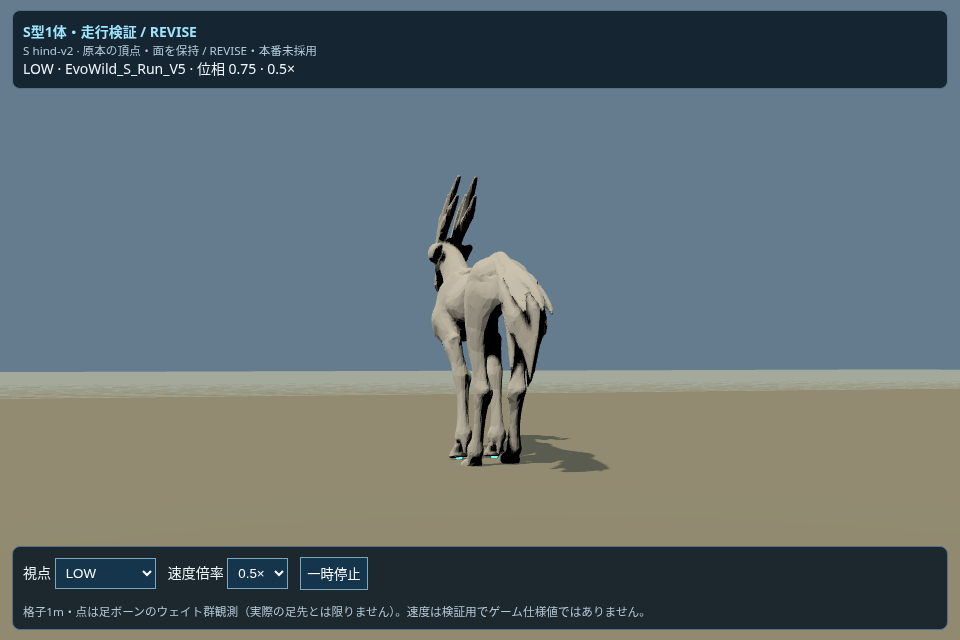 S型1体・走行検証 / REVISE
S hind-v2 · 原本の頂点・面を保持 / REVISE・本番未採用
LOW · EvoWild_S_Run_V5 · 位相 0.75 · 0.5×
視点 LOW 速度倍率 0.5× 一時停止
格子1m・点は足ボーンのウェイト群観測（実際の足先とは限りません）。速度は検証用でゲーム仕様値ではありません。